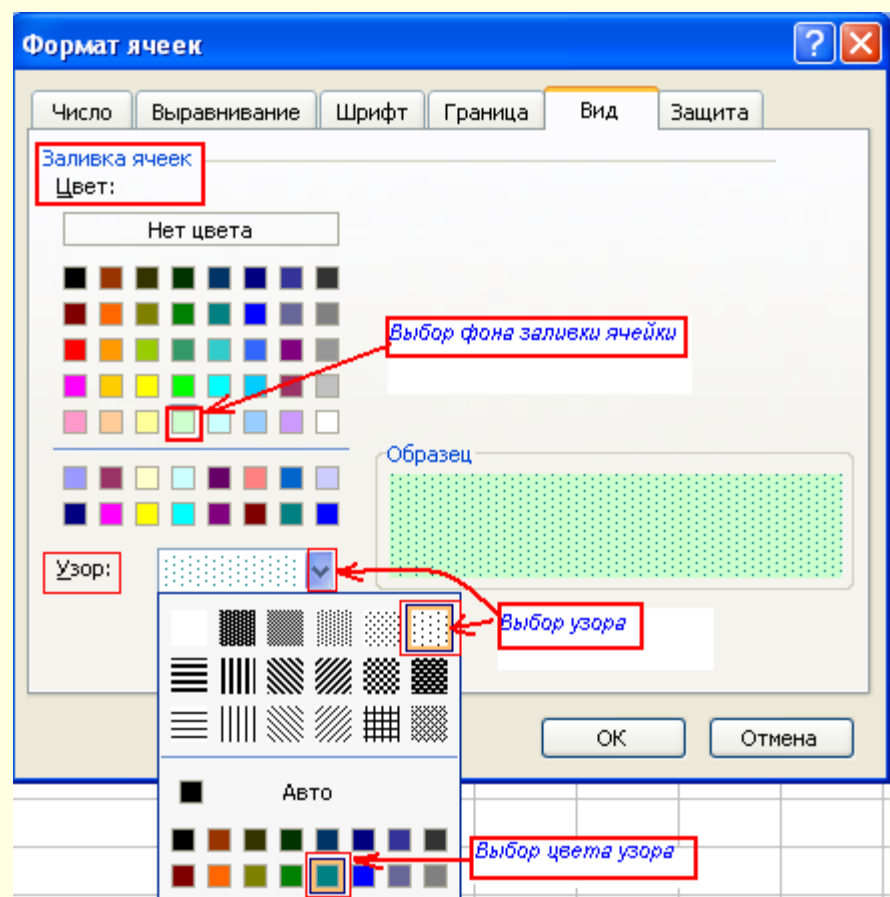 Формат ячеек
Число Выравнивание Шрифт Граница Вид Защита
Заливка ячеек
Цвет:
Нет цвета
Выбор фона заливки ячейки
Образец
Узор:
Выбор узора
ОК Отмена
Авто
Выбор цвета узора